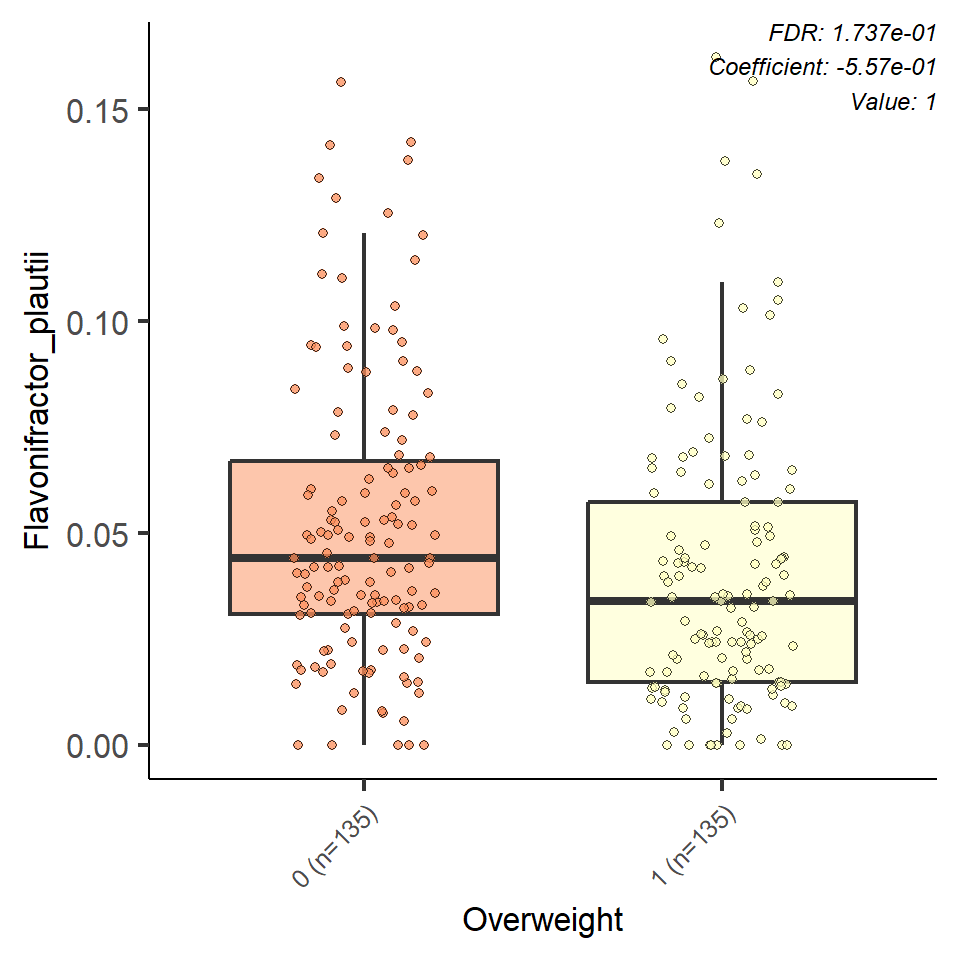 FDR: 1.737e-01
Coefficient: -5.57e-01
Value: 1
Flavonifractor_plautii
0.15
0.10
0.05
0.00
0 (n=135)
1 (n=135)
Overweight